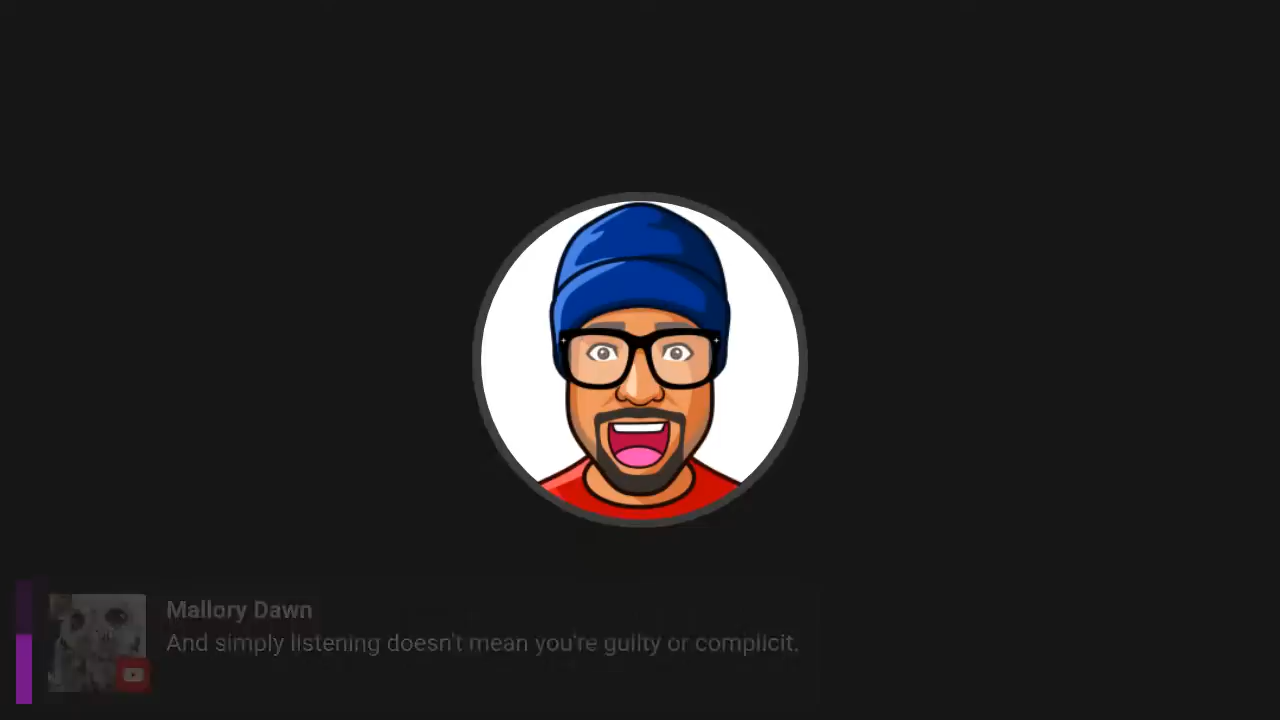 Mallory Dawn
And simply listening doesn't mean you're guilty or complicit.